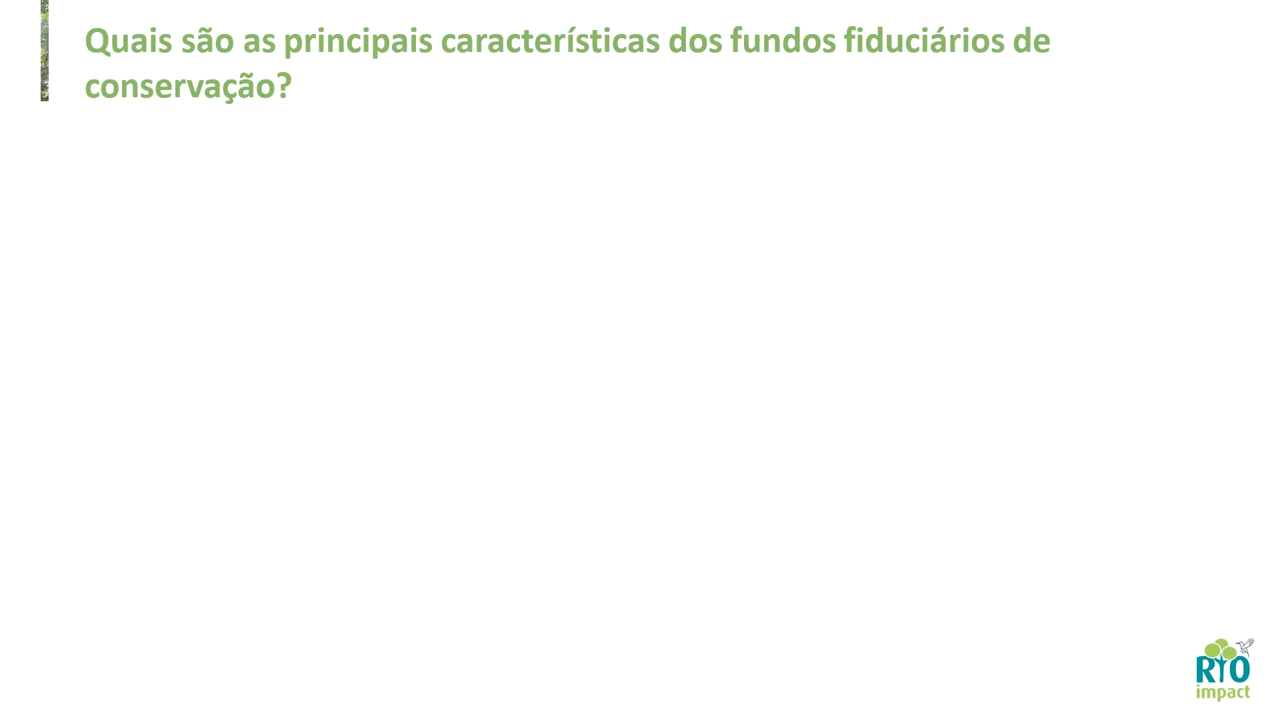 Quais são as principais características dos fundos fiduciários de
conservação?
RIO
impact